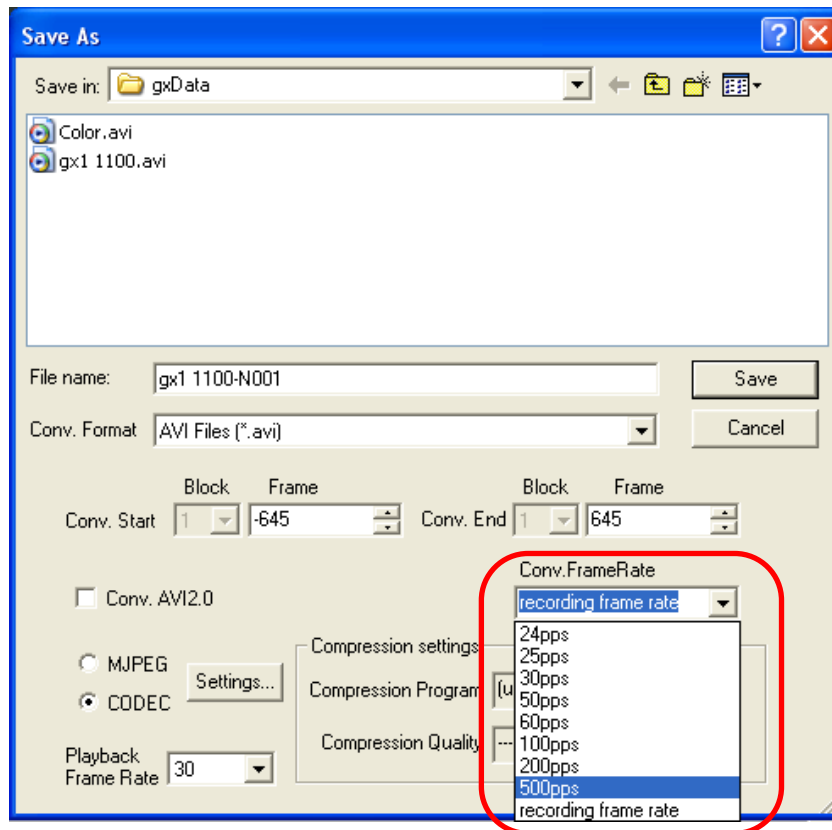 Save As
Save in: gxData
Color.avi
gx1 1100.avi
File name: gx1 1100-N001 Save
Conv. Format AVI Files (*.avi) Cancel
Block Frame Block Frame
Conv. Start 1 -645 Conv. End 1 645
Conv.FrameRate
Conv. AVI2.0 recording frame rate
24pps
Compression settings 25pps
MJPEG 30pps
Settings... Compression Program (u 50pps
CODEC 60pps
Compression Quality --- 100pps
Playback 200pps
Frame Rate 30 500pps
recording frame rate